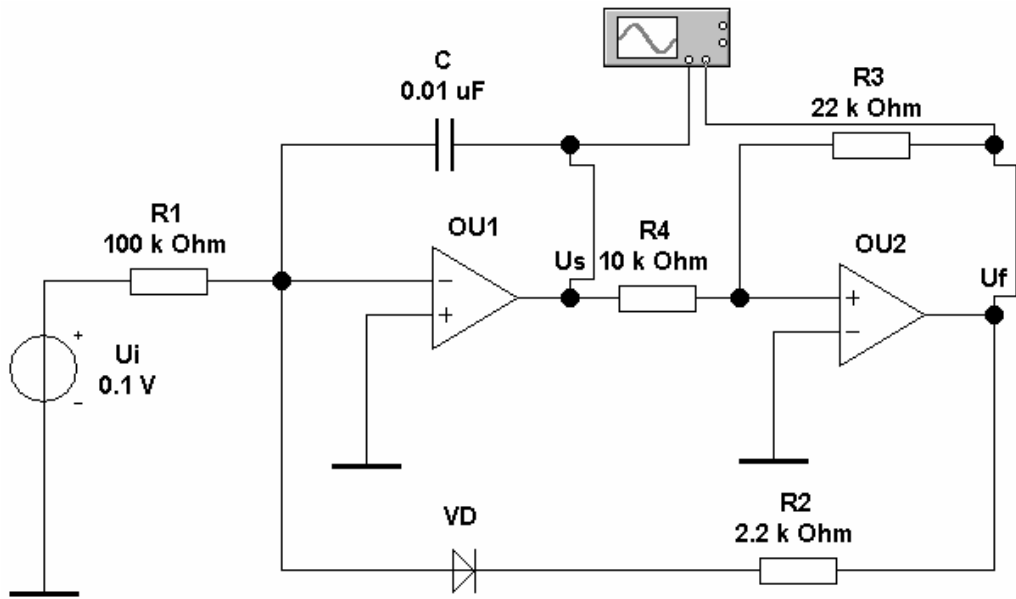 C
0.01 uF
R3
22 k Ohm
R1
100 k Ohm
OU1
R4
Us 10 k Ohm
OU2
Uf
−
+
+
−
+
Ui
0.1 V
−
VD
R2
2.2 k Ohm